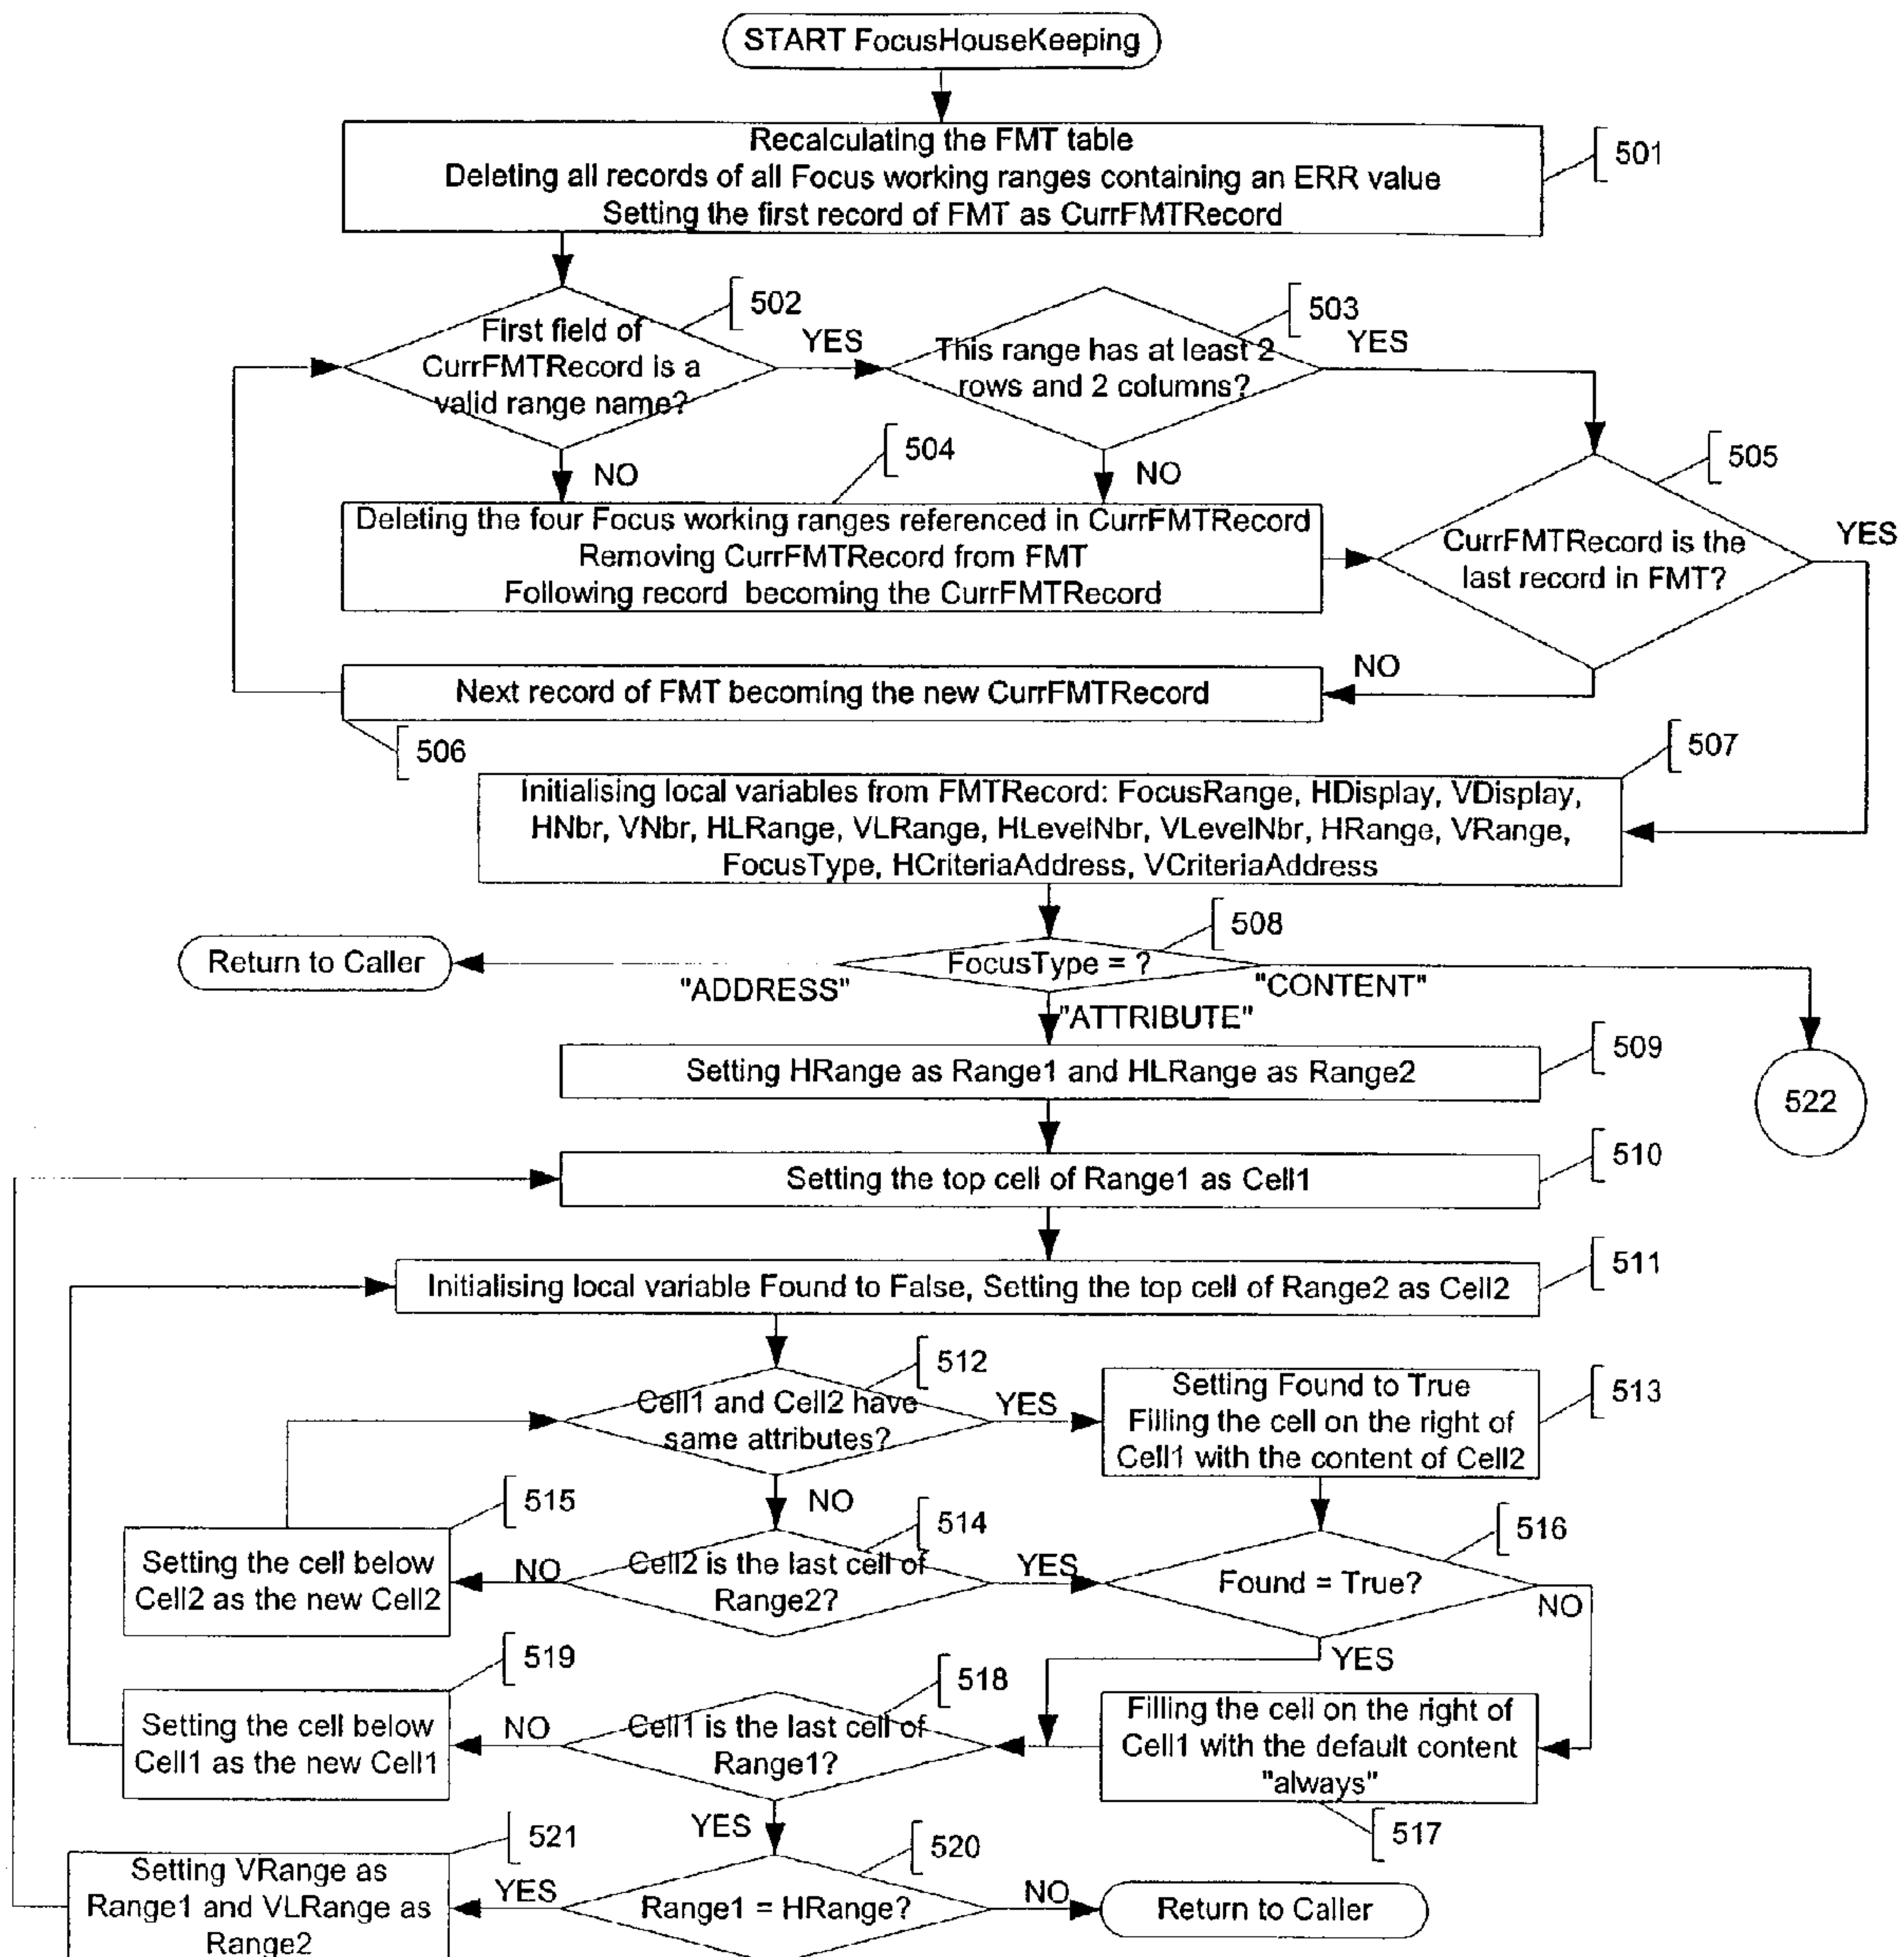 START FocusHouseKeeping
Recalculating the FMT table
Deleting all records of all Focus working ranges containing an ERR value
Setting the first record of FMT as CurrFMTRecord
501
First field of
CurrFMTRecord is a
valid range name?
502
YES
This range has at least 2
rows and 2 columns?
503
YES
NO
504
NO
505
Deleting the four Focus working ranges referenced in CurrFMTRecord
Removing CurrFMTRecord from FMT
Following record becoming the CurrFMTRecord
CurrFMTRecord is the
last record in FMT?
YES
NO
Next record of FMT becoming the new CurrFMTRecord
506
507
Initialising local variables from FMTRecord: FocusRange, HDisplay, VDisplay,
HNbr, VNbr, HLRange, VLRange, HLevelNbr, VLevelNbr, HRange, VRange,
FocusType, HCriteriaAddress, VCriteriaAddress
508
Return to Caller
FocusType = ?
"ADDRESS"
"CONTENT"
"ATTRIBUTE"
509
Setting HRange as Range1 and HLRange as Range2
522
510
Setting the top cell of Range1 as Cell1
511
Initialising local variable Found to False, Setting the top cell of Range2 as Cell2
512
Cell1 and Cell2 have
same attributes?
YES
Setting Found to True
Filling the cell on the right of
Cell1 with the content of Cell2
513
515
NO
514
516
Setting the cell below
Cell2 as the new Cell2
NO
Cell2 is the last cell of
Range2?
YES
Found = True?
NO
519
518
YES
Setting the cell below
Cell1 as the new Cell1
NO
Cell1 is the last cell of
Range1?
Filling the cell on the right of
Cell1 with the default content
"always"
517
521
YES
520
Setting VRange as
Range1 and VLRange as
Range2
YES
Range1 = HRange?
NO
Return to Caller